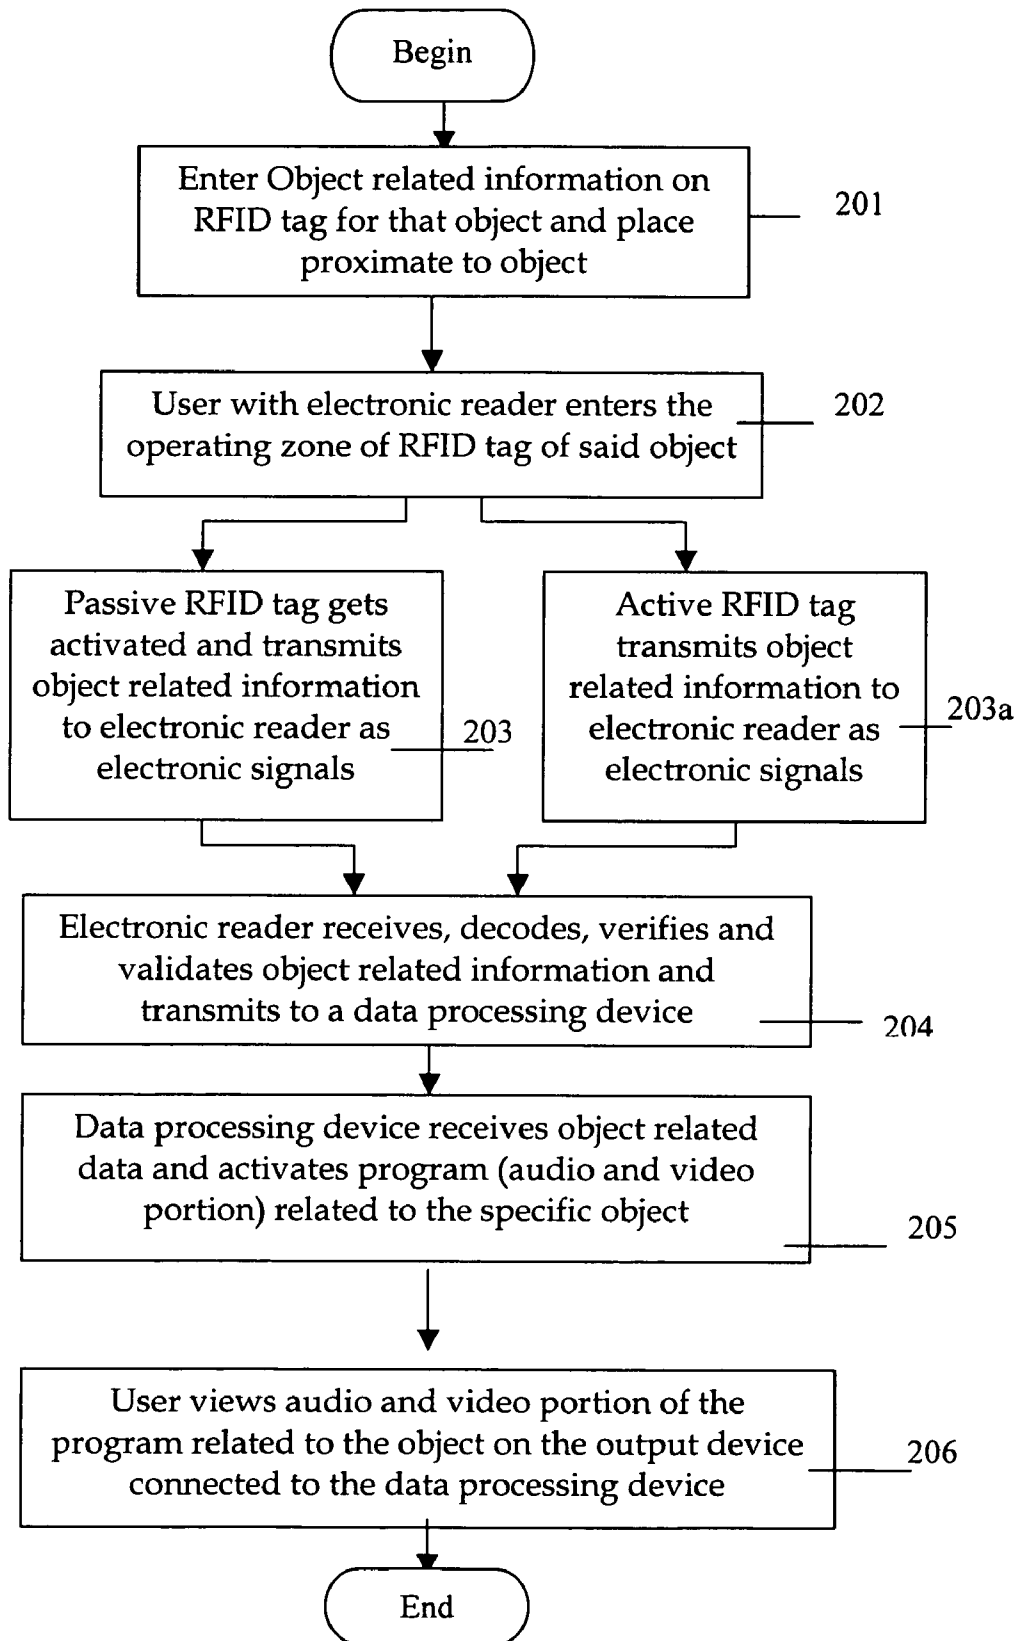 Begin
Enter Object related information on
RFID tag for that object and place
proximate to object
201
User with electronic reader enters the
operating zone of RFID tag of said object
202
Passive RFID tag gets
activated and transmits
object related information
to electronic reader as
electronic signals
203
Active RFID tag
transmits object
related information to
electronic reader as
electronic signals
203a
Electronic reader receives, decodes, verifies and
validates object related information and
transmits to a data processing device
204
Data processing device receives object related
data and activates program (audio and video
portion) related to the specific object
205
User views audio and video portion of the
program related to the object on the output device
connected to the data processing device
206
End